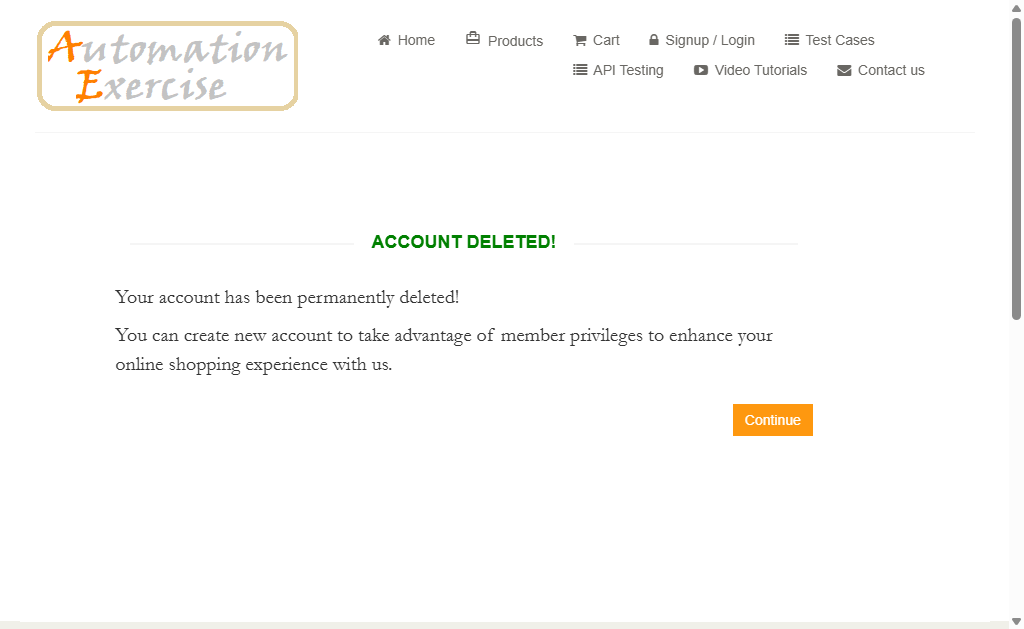 Automation
Exercise
Home
Products
Cart
Signup / Login
Test Cases
API Testing
Video Tutorials
Contact us
ACCOUNT DELETED!
Your account has been permanently deleted!
You can create new account to take advantage of member privileges to enhance your
online shopping experience with us.
Continue